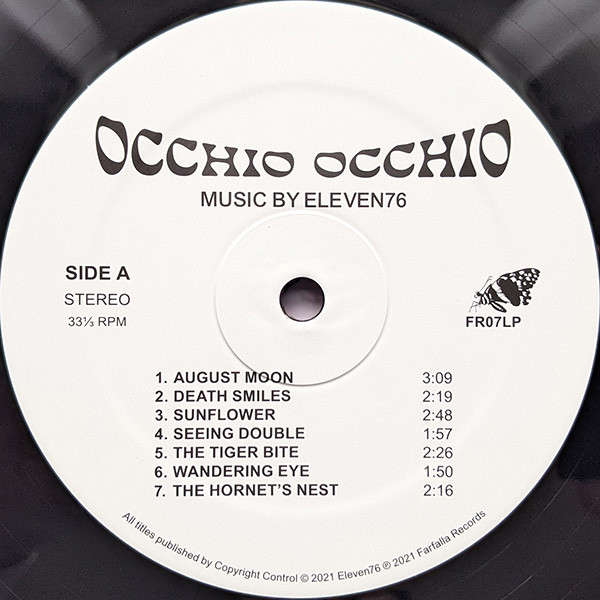 OCCHIO OCCHIO
MUSIC BY ELEVEN76
SIDE A
STEREO
33⅓ RPM
FR07LP
1. AUGUST MOON 3:09
2. DEATH SMILES 2:19
3. SUNFLOWER 2:48
4. SEEING DOUBLE 1:57
5. THE TIGER BITE 2:26
6. WANDERING EYE 1:50
7. THE HORNET'S NEST 2:16
All titles published by Copyright Control © 2021 Eleven76 ℗ 2021 Farfalla Records